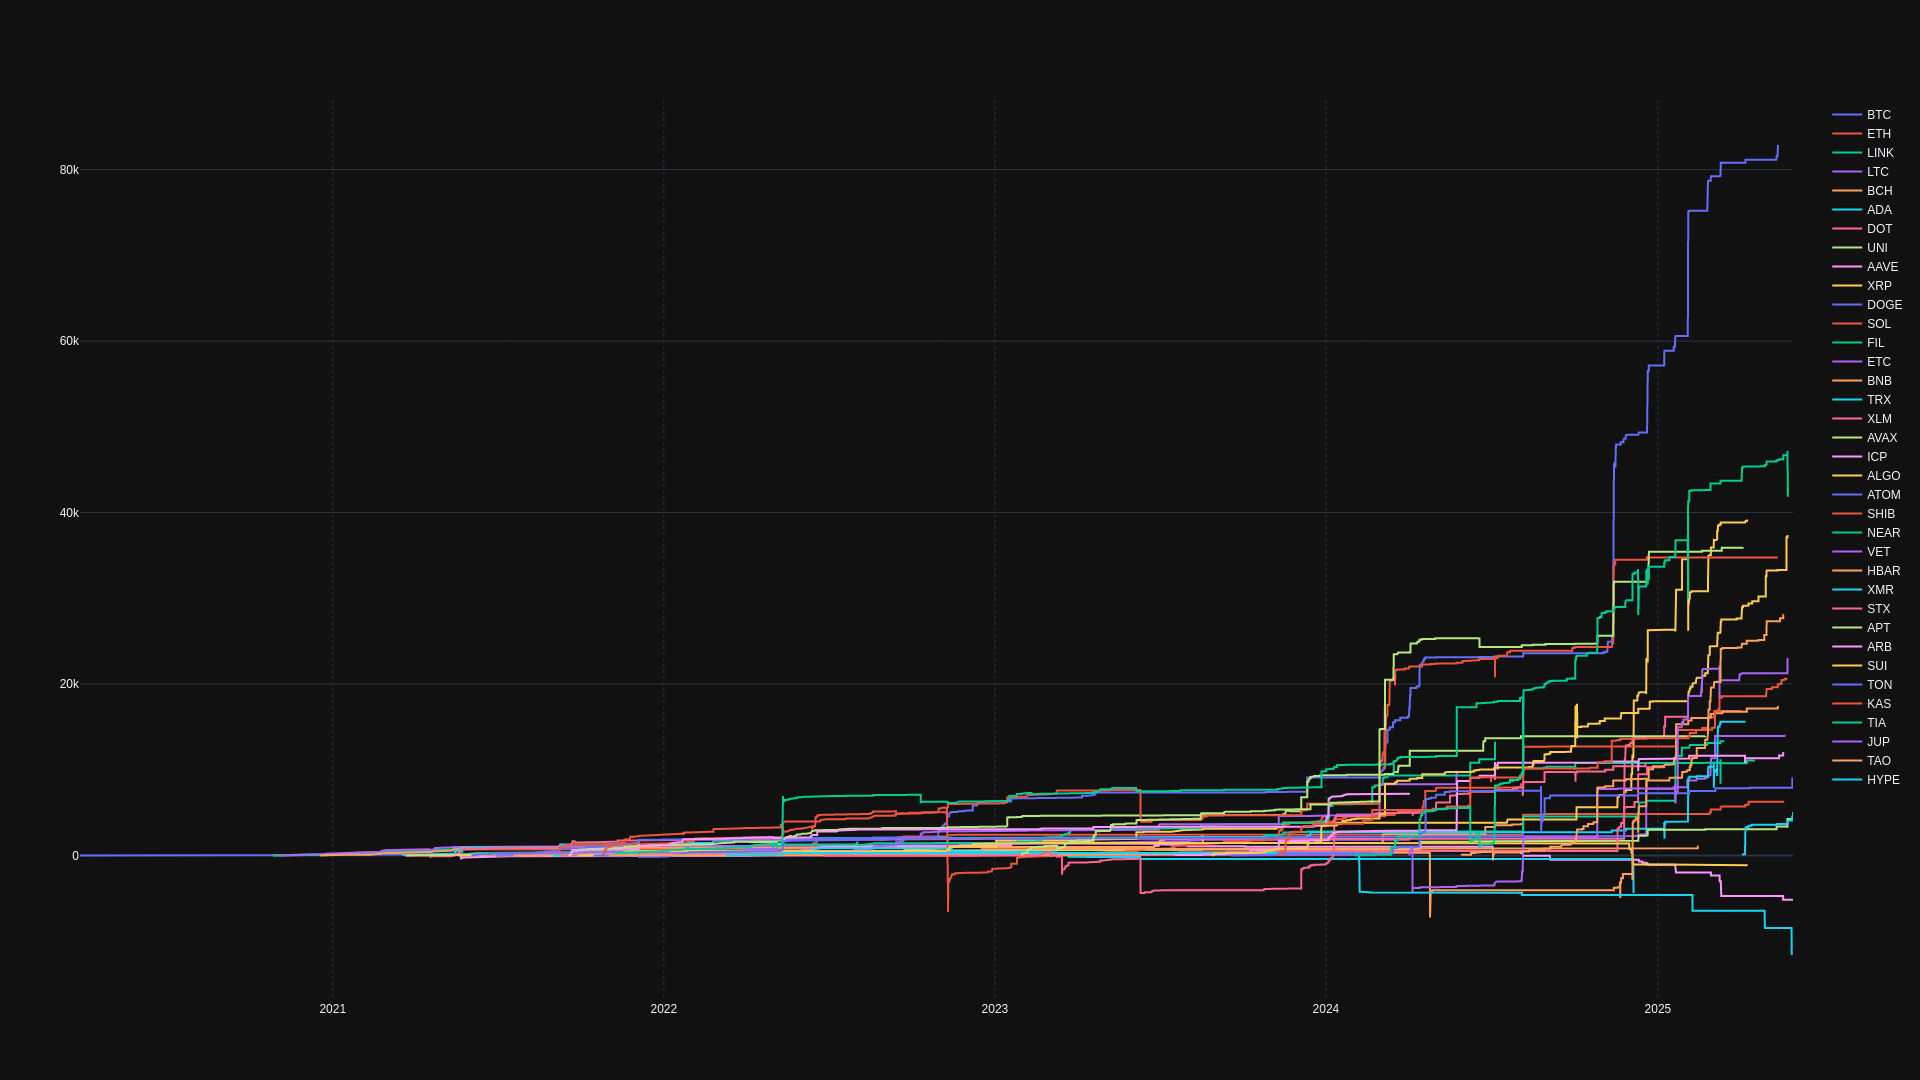 80k
60k
40k
20k
0
2021
2022
2023
2024
2025
BTC
ETH
LINK
LTC
BCH
ADA
DOT
UNI
AAVE
XRP
DOGE
SOL
FIL
ETC
BNB
TRX
XLM
AVAX
ICP
ALGO
ATOM
SHIB
NEAR
VET
HBAR
XMR
STX
APT
ARB
SUI
TON
KAS
TIA
JUP
TAO
HYPE